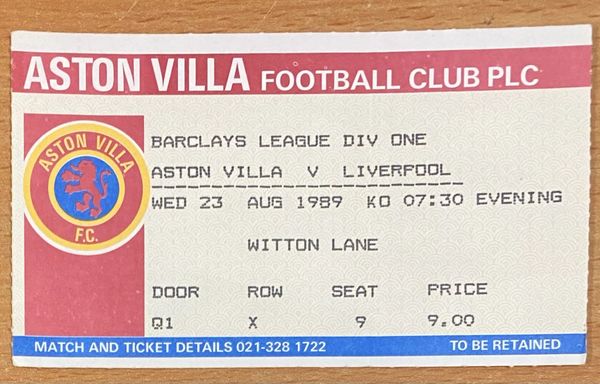 ASTON VILLA FOOTBALL CLUB PLC
ASTON VILLA
F.C.
BARCLAYS LEAGUE DIV ONE
ASTON VILLA V LIVERPOOL
WED 23 AUG 1989 KO 07:30 EVENING
WITTON LANE
DOOR ROW SEAT PRICE
Q1 X 9 9.00
MATCH AND TICKET DETAILS 021-328 1722 TO BE RETAINED